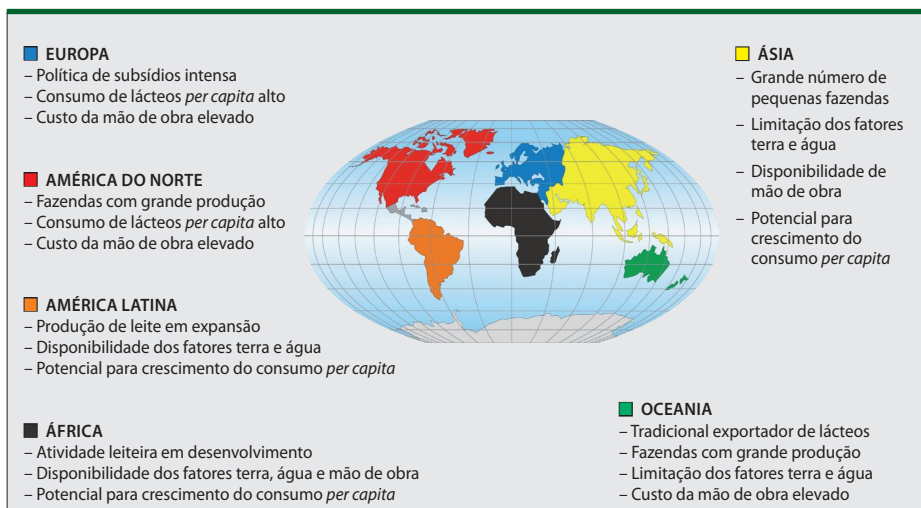 EUROPA
– Política de subsídios intensa
– Consumo de lácteos per capita alto
– Custo da mão de obra elevado
AMÉRICA DO NORTE
– Fazendas com grande produção
– Consumo de lácteos per capita alto
– Custo da mão de obra elevado
AMÉRICA LATINA
– Produção de leite em expansão
– Disponibilidade dos fatores terra e água
– Potencial para crescimento do consumo per capita
ÁFRICA
– Atividade leiteira em desenvolvimento
– Disponibilidade dos fatores terra, água e mão de obra
– Potencial para crescimento do consumo per capita
ÁSIA
– Grande número de
pequenas fazendas
– Limitação dos fatores
terra e água
– Disponibilidade de
mão de obra
– Potencial para
crescimento do
consumo per capita
OCEANIA
– Tradicional exportador de lácteos
– Fazendas com grande produção
– Limitação dos fatores terra e água
– Custo da mão de obra elevado